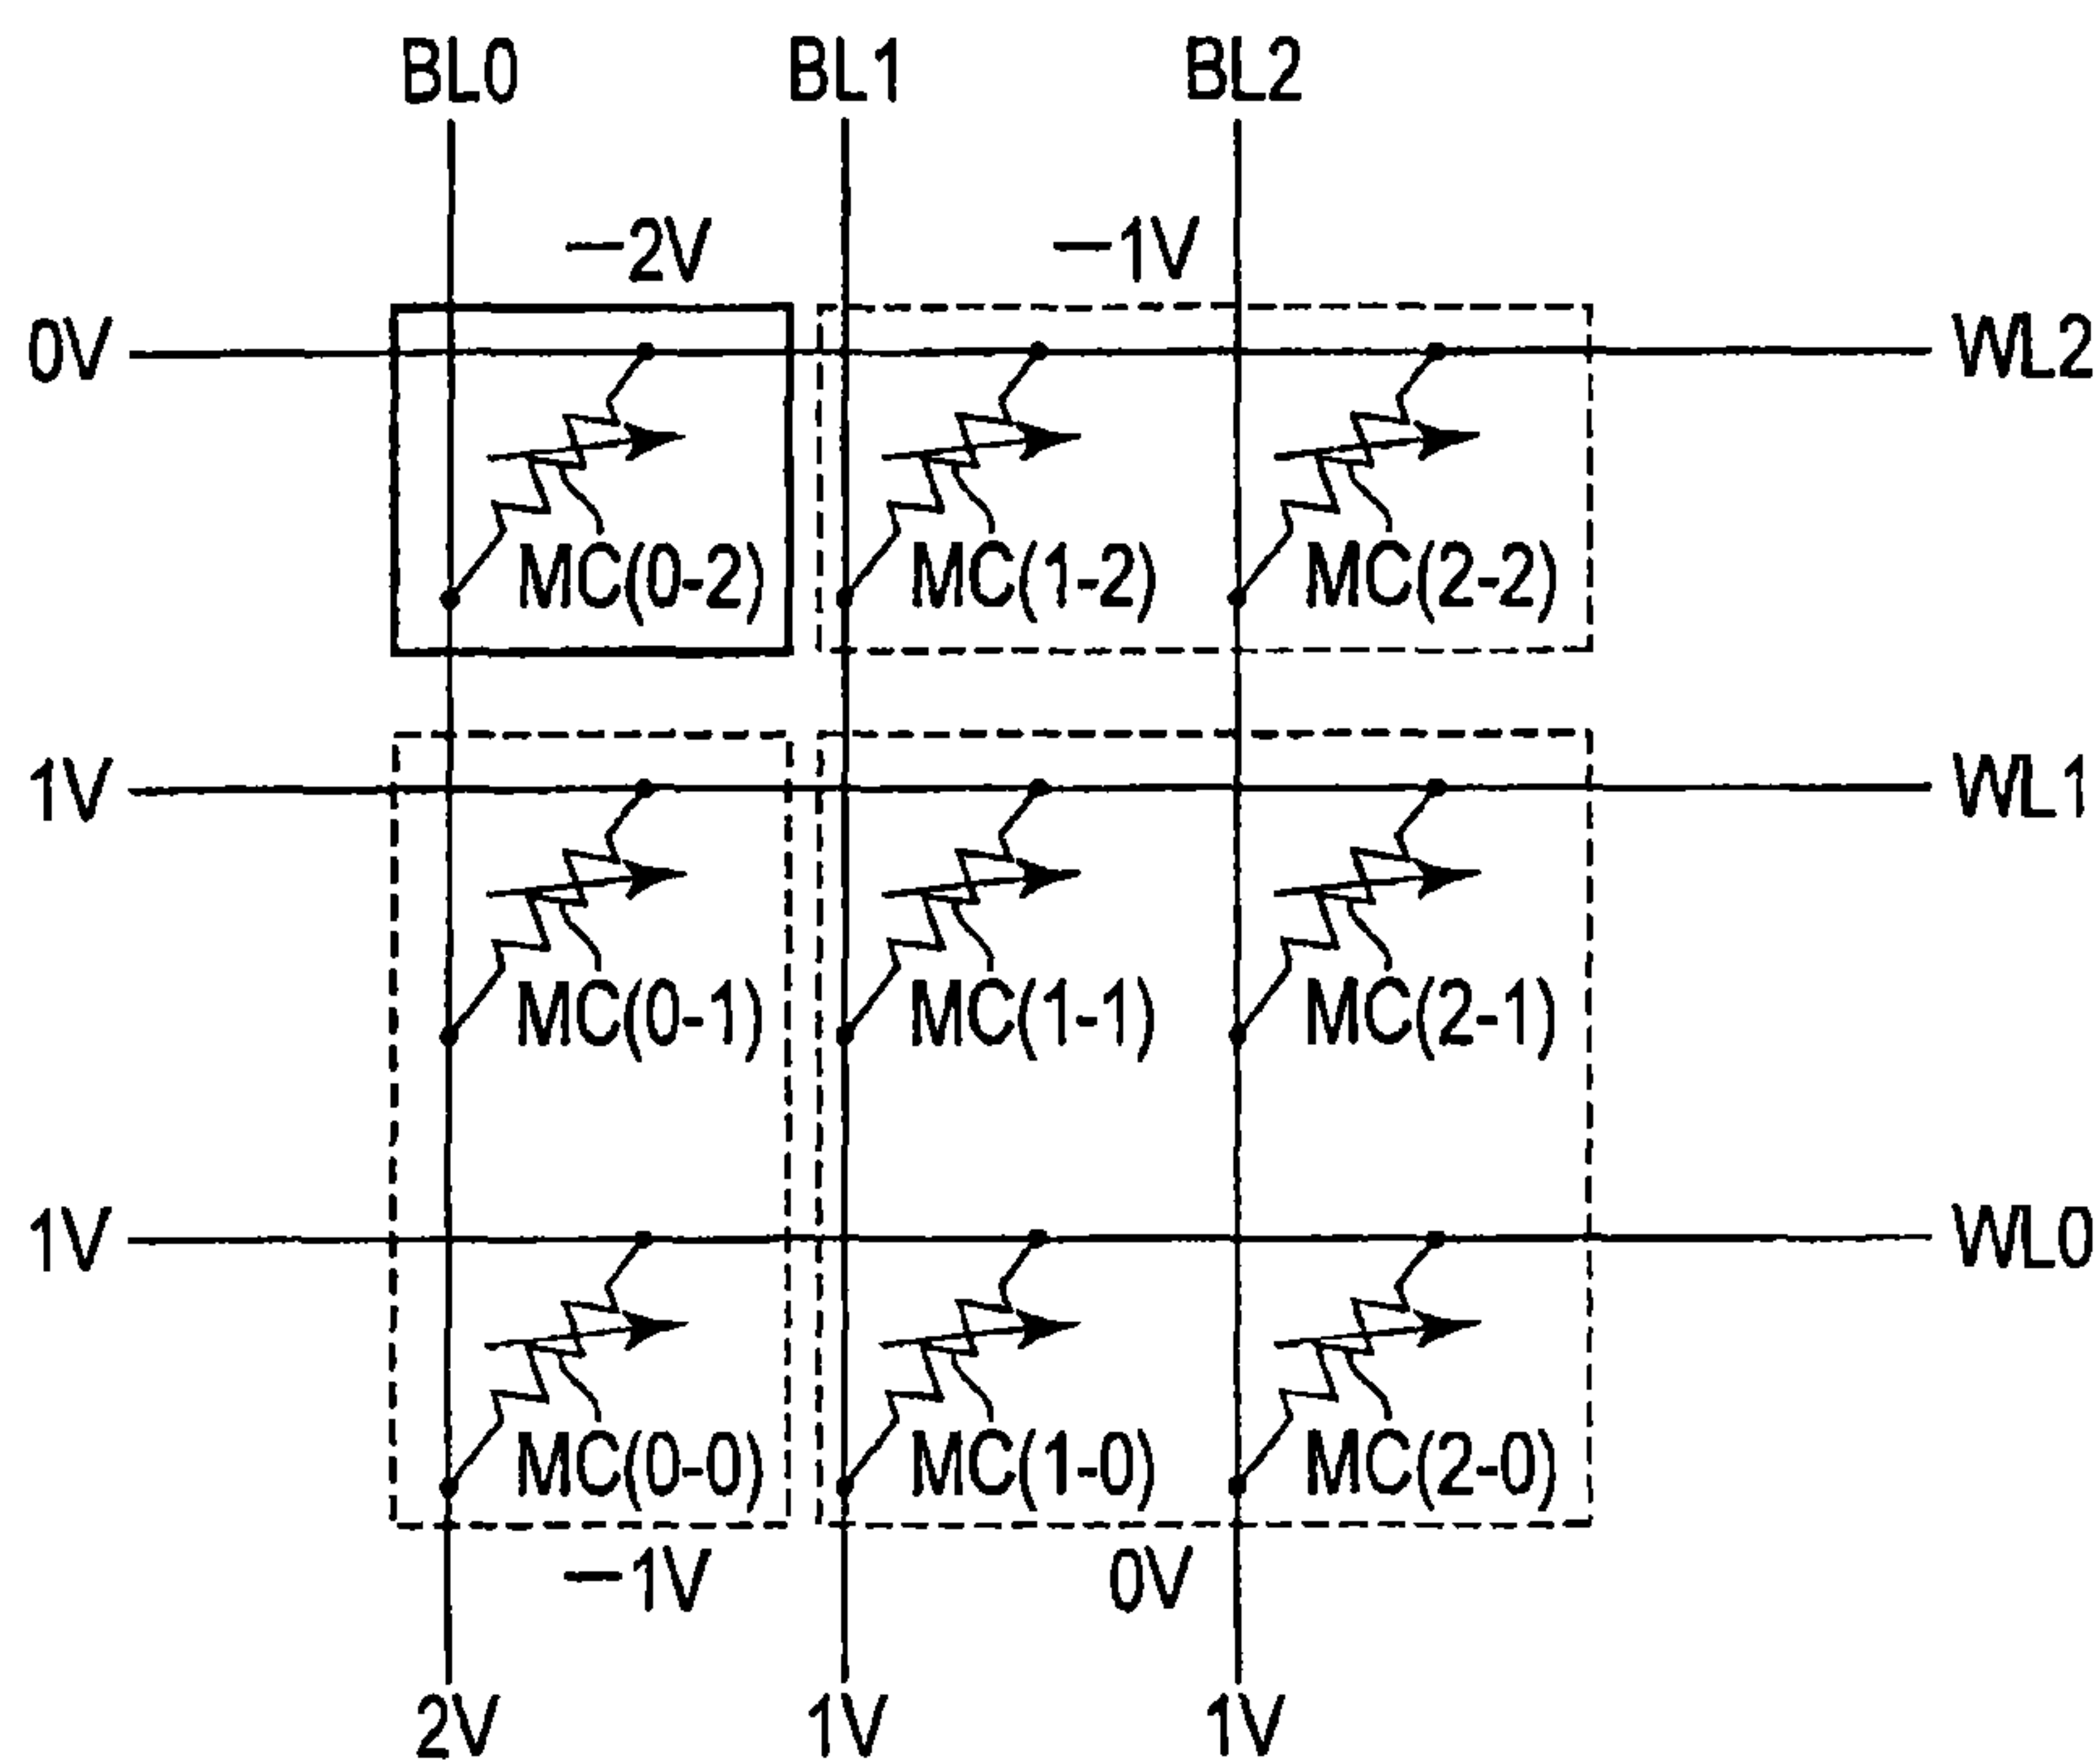 BL0 BL1 BL2
−2V −1V
0V WL2
MC(0-2) MC(1-2) MC(2-2)
1V WL1
MC(0-1) MC(1-1) MC(2-1)
1V WL0
MC(0-0) MC(1-0) MC(2-0)
−1V 0V
2V 1V 1V